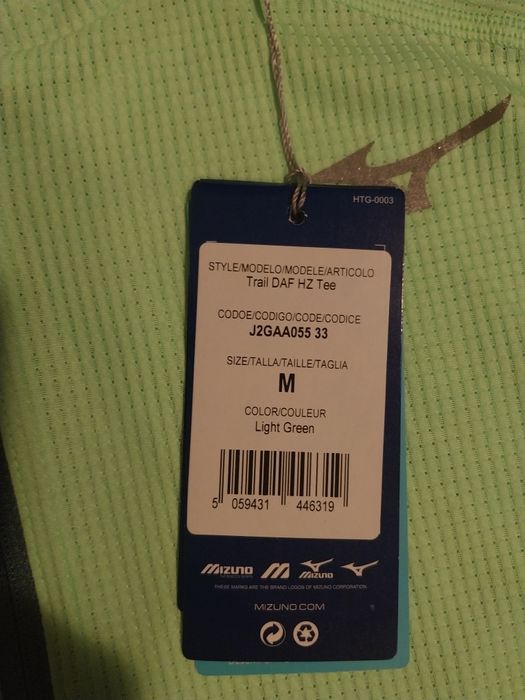 HTG-0003
STYLE/MODELO/MODELE/ARTICOLO
Trail DAF HZ Tee
CODOE/CODIGO/CODE/CODICE
J2GAA055 33
SIZE/TALLA/TAILLE/TAGLIA
M
COLOR/COULEUR
Light Green
5 059431 446319
MIZUNO M MIZUNO
THESE MARKS ARE THE BRAND LOGOS OF MIZUNO CORPORATION.
MIZUNO.COM